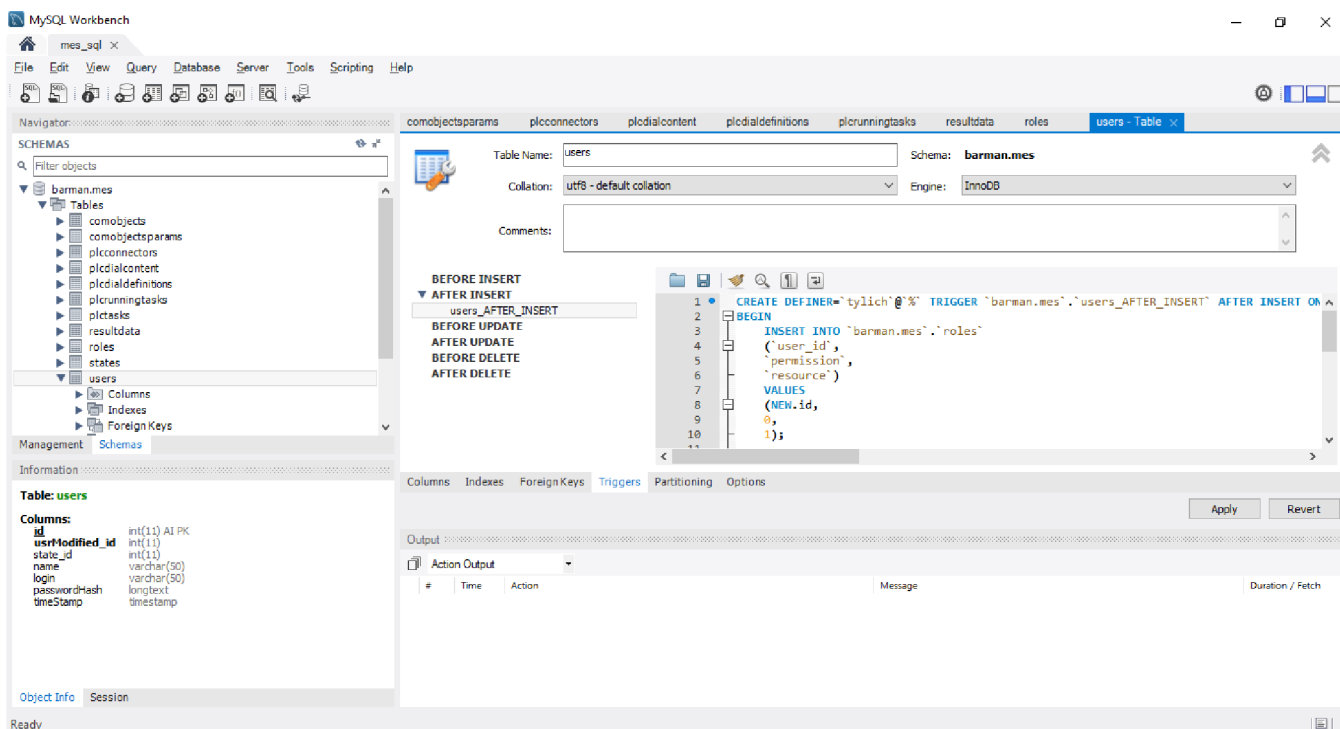 MySQL Workbench
mes_sql
File Edit View Query Database Server Tools Scripting Help
Navigator
SCHEMAS
Filter objects
barman.mes
Tables
comobjects
comobjectsparams
plcconnectors
plcdialcontent
plcdialdefinitions
plcrunningtasks
plctasks
resultdata
roles
states
users
Columns
Indexes
Foreign Keys
Management Schemas
Information
Table: users
Columns:
id int(11) AI PK
usrModified_id int(11)
state_id int(11)
name varchar(50)
login varchar(50)
passwordHash longtext
timeStamp timestamp
Object Info Session
Ready
comobjectsparams plcconnectors plcdialcontent plcdialdefinitions plcrunningtasks resultdata roles users - Table
Table Name: users Schema: barman.mes
Collation: utf8 - default collation Engine: InnoDB
Comments:
BEFORE INSERT
AFTER INSERT
users_AFTER_INSERT
BEFORE UPDATE
AFTER UPDATE
BEFORE DELETE
AFTER DELETE
1 CREATE DEFINER=`tylich`@`%` TRIGGER `barman.mes`.`users_AFTER_INSERT` AFTER INSERT ON
2 BEGIN
3 INSERT INTO `barman.mes`.`roles`
4 (`user_id`,
5 `permission`,
6 `resource`)
7 VALUES
8 (NEW.id,
9 0,
10 1);
Columns Indexes Foreign Keys Triggers Partitioning Options
Apply Revert
Output
Action Output
# Time Action Message Duration / Fetch